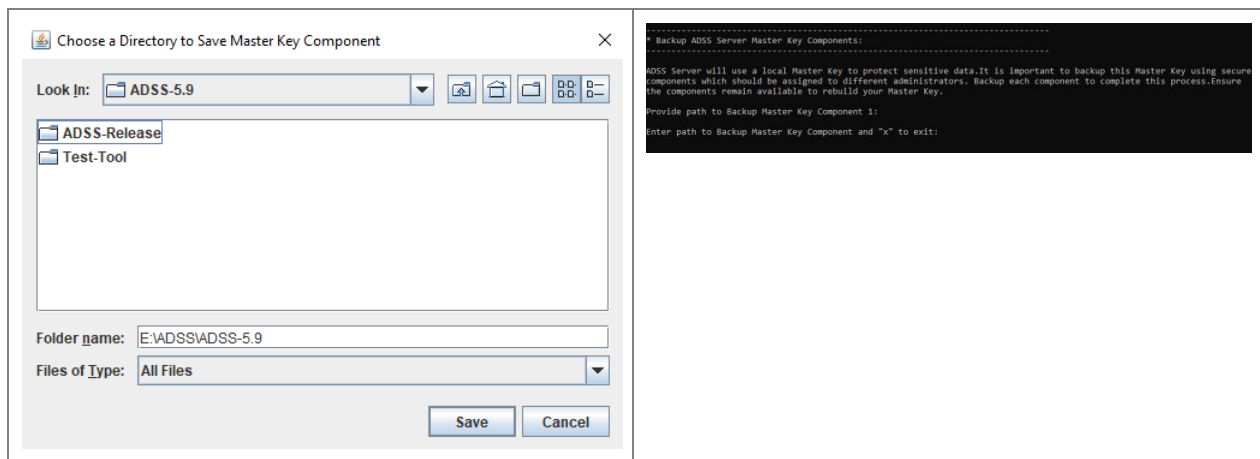 Choose a Directory to Save Master Key Component
Look In: ADSS-5.9
ADSS-Release
Test-Tool
Folder name: E:\ADSS\ADSS-5.9
Files of Type: All Files
Save Cancel
--------------------------------------------------------------------------------
* Backup ADSS Server Master Key Components:
--------------------------------------------------------------------------------
ADSS Server will use a local Master Key to protect sensitive data.It is important to backup this Master Key using secure
components which should be assigned to different administrators. Backup each component to complete this process.Ensure
the components remain available to rebuild your Master Key.
Provide path to Backup Master Key Component 1:
Enter path to Backup Master Key Component and "x" to exit: